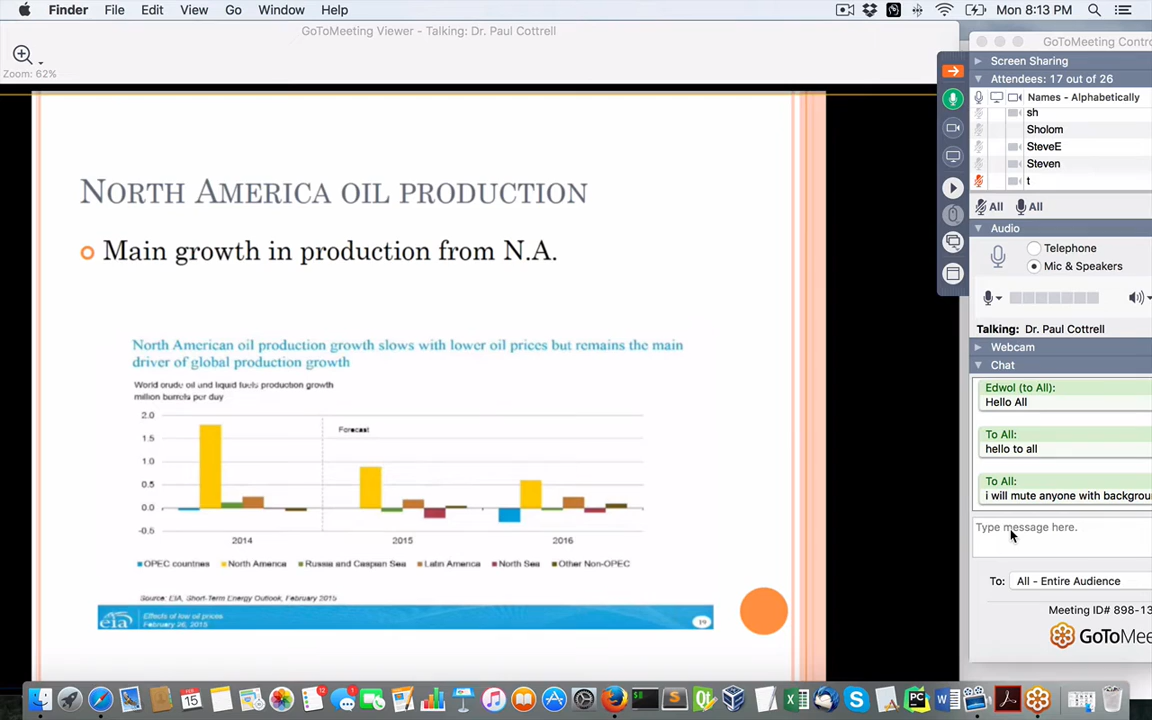 Finder File Edit View Go Window Help Mon 8:13 PM
GoToMeeting Viewer - Talking: Dr. Paul Cottrell
Zoom: 62%
NORTH AMERICA OIL PRODUCTION
Main growth in production from N.A.
North American oil production growth slows with lower oil prices but remains the main
driver of global production growth
World crude oil and liquid fuels production growth
million barrels per day
2.0
1.5
1.0
0.5
0.0
-0.5
Forecast
2014 2015 2016
OPEC countries North America Russia and Caspian Sea Latin America North Sea Other Non-OPEC
Source: EIA, Short-Term Energy Outlook, February 2015
eia
Effects of low oil prices
February 26, 2015
19
GoToMeeting Contro
Screen Sharing
Attendees: 17 out of 26
Names - Alphabetically
sh
Sholom
SteveE
Steven
t
All All
Audio
Telephone
Mic & Speakers
Talking: Dr. Paul Cottrell
Webcam
Chat
Edwol (to All):
Hello All
To All:
hello to all
To All:
i will mute anyone with backgrou
Type message here.
To: All - Entire Audience
Meeting ID# 898-13
GoToMee
15
12
PC
W